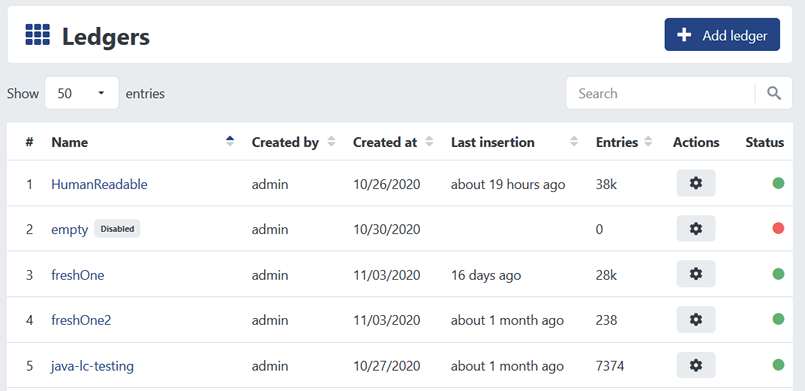 Ledgers
Add ledger
Show 50 entries
Search
# Name Created by Created at Last insertion Entries Actions Status
1 HumanReadable admin 10/26/2020 about 19 hours ago 38k
2 empty Disabled admin 10/30/2020 0
3 freshOne admin 11/03/2020 16 days ago 28k
4 freshOne2 admin 11/03/2020 about 1 month ago 238
5 java-lc-testing admin 10/27/2020 about 1 month ago 7374